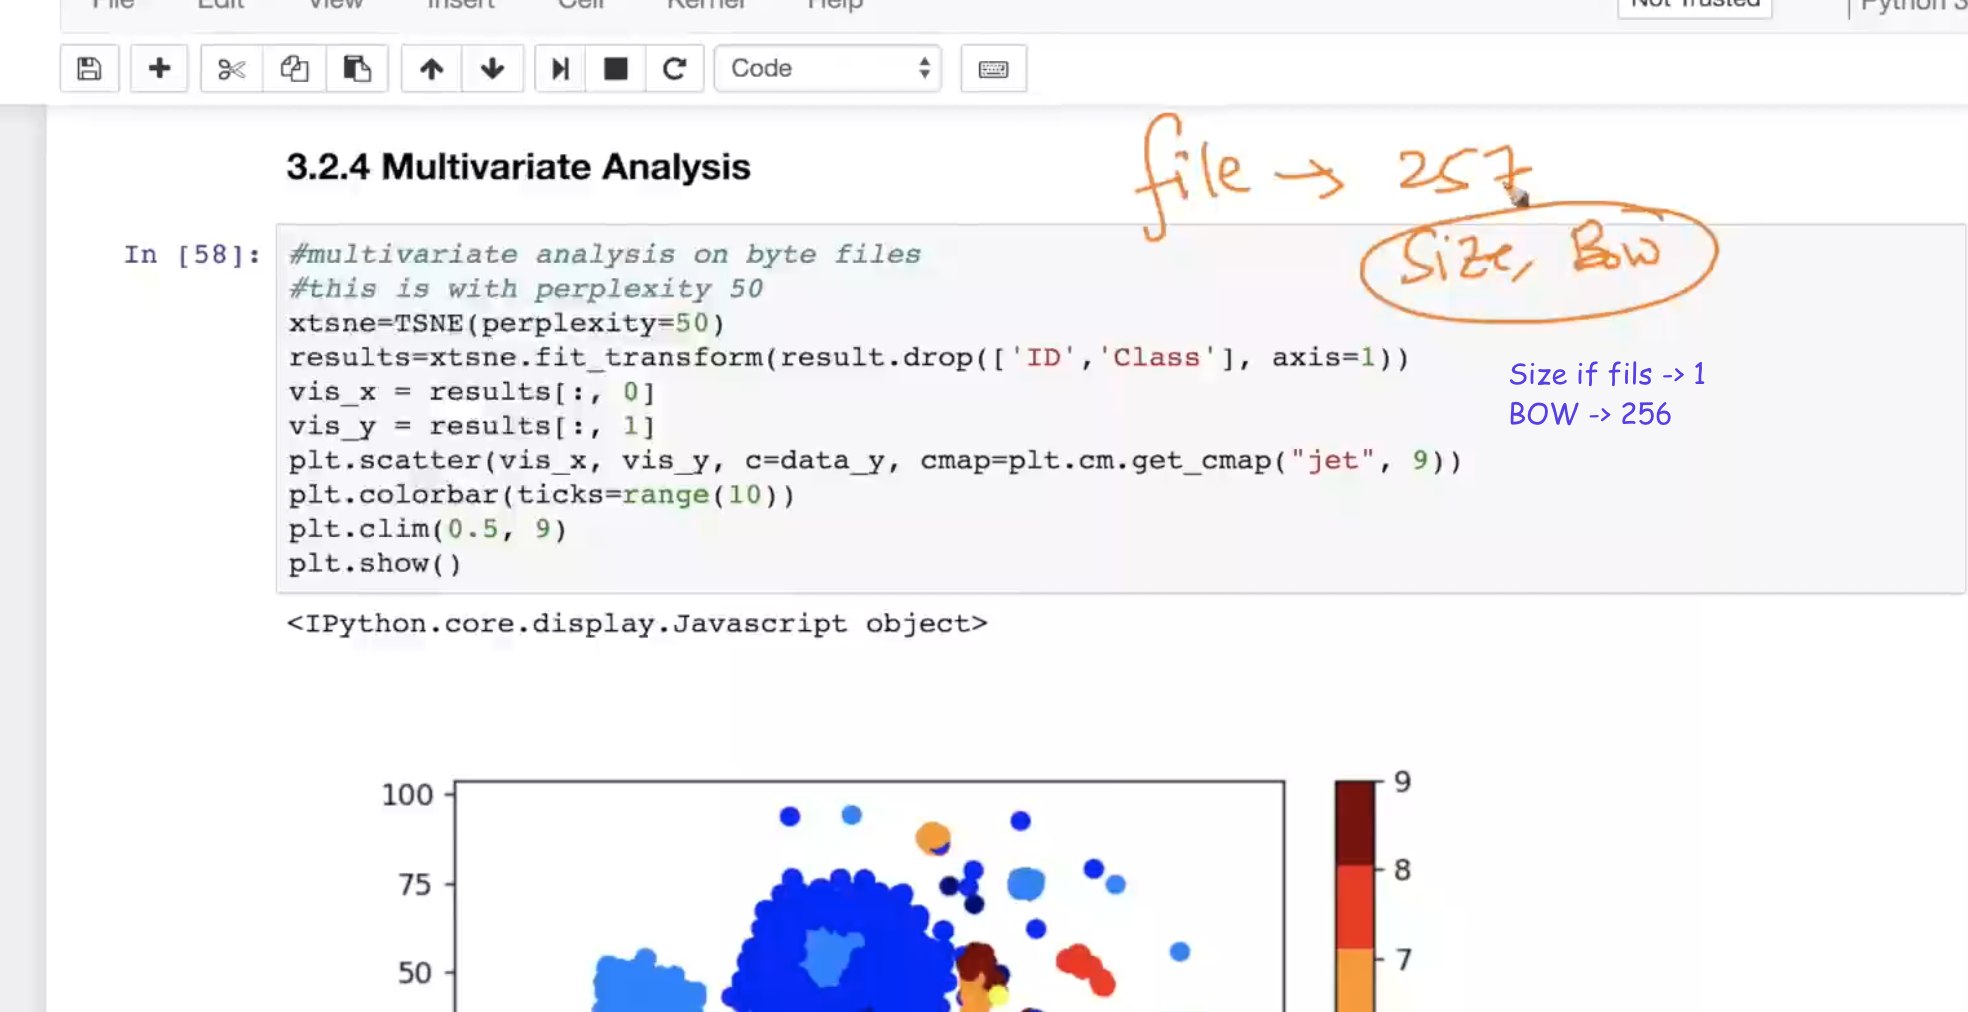 File Edit View Insert Cell Kernel Help Not Trusted Python 3
Code
3.2.4 Multivariate Analysis
file → 257
Size, BOW
In [58]:
#multivariate analysis on byte files
#this is with perplexity 50
xtsne=TSNE(perplexity=50)
results=xtsne.fit_transform(result.drop(['ID','Class'], axis=1))
vis_x = results[:, 0]
vis_y = results[:, 1]
plt.scatter(vis_x, vis_y, c=data_y, cmap=plt.cm.get_cmap("jet", 9))
plt.colorbar(ticks=range(10))
plt.clim(0.5, 9)
plt.show()
Size if fils -> 1
BOW -> 256
<IPython.core.display.Javascript object>
100
75
50
9
8
7